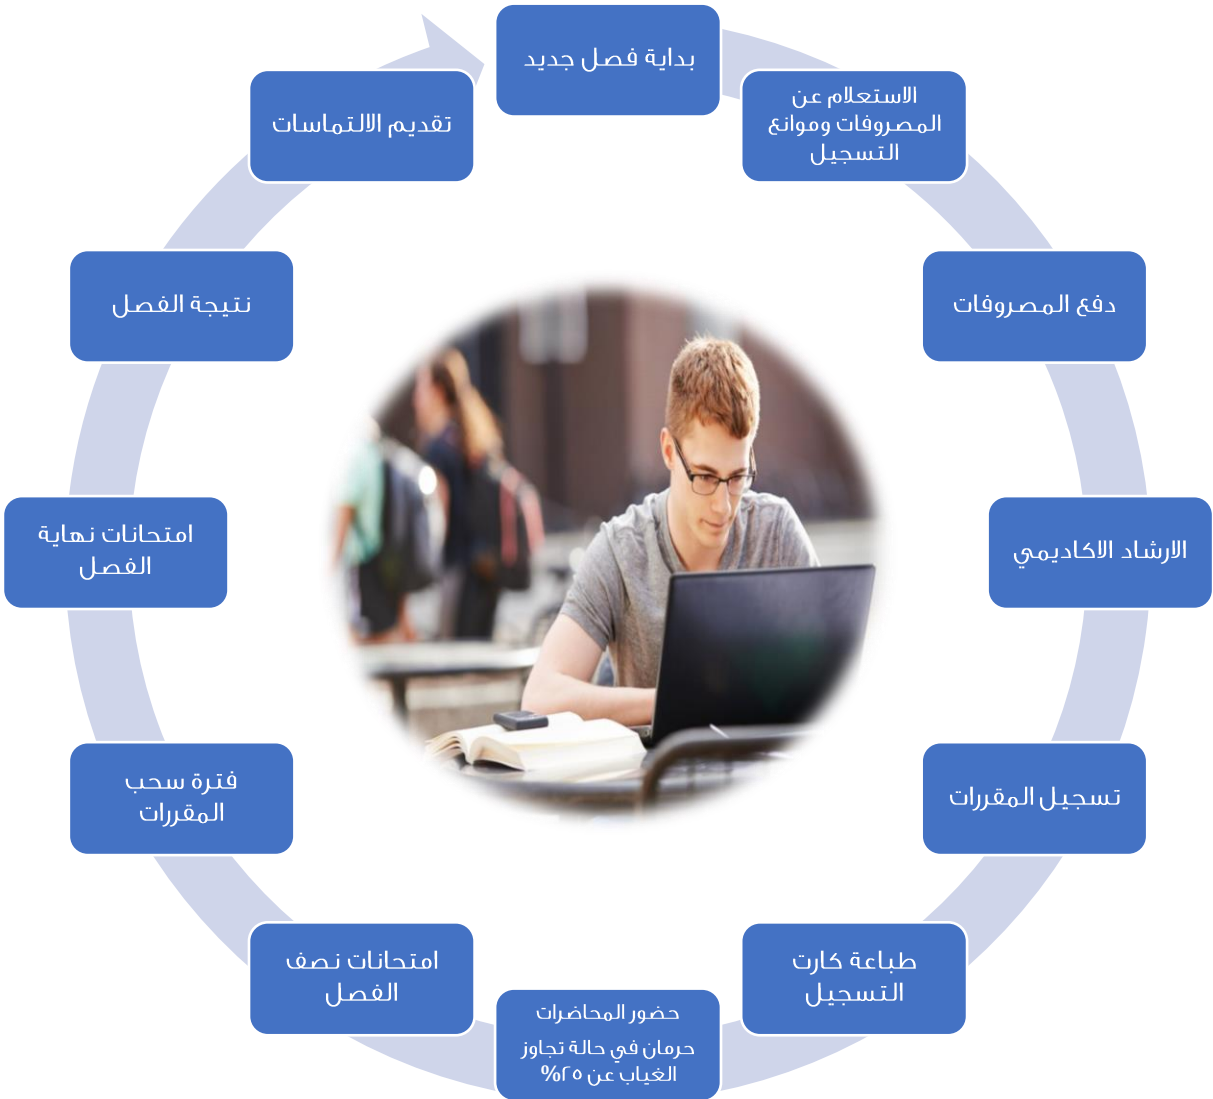 بداية فصل جديد
الاستعلام عن
المصروفات وموانع
التسجيل
دفع المصروفات
الارشاد الاكاديمي
تسجيل المقررات
طباعة كارت
التسجيل
حضور المحاضرات
حرمان في حالة تجاوز
الغياب عن ٢٥%
امتحانات نصف
الفصل
فترة سحب
المقررات
امتحانات نهاية
الفصل
نتيجة الفصل
تقديم الالتماسات